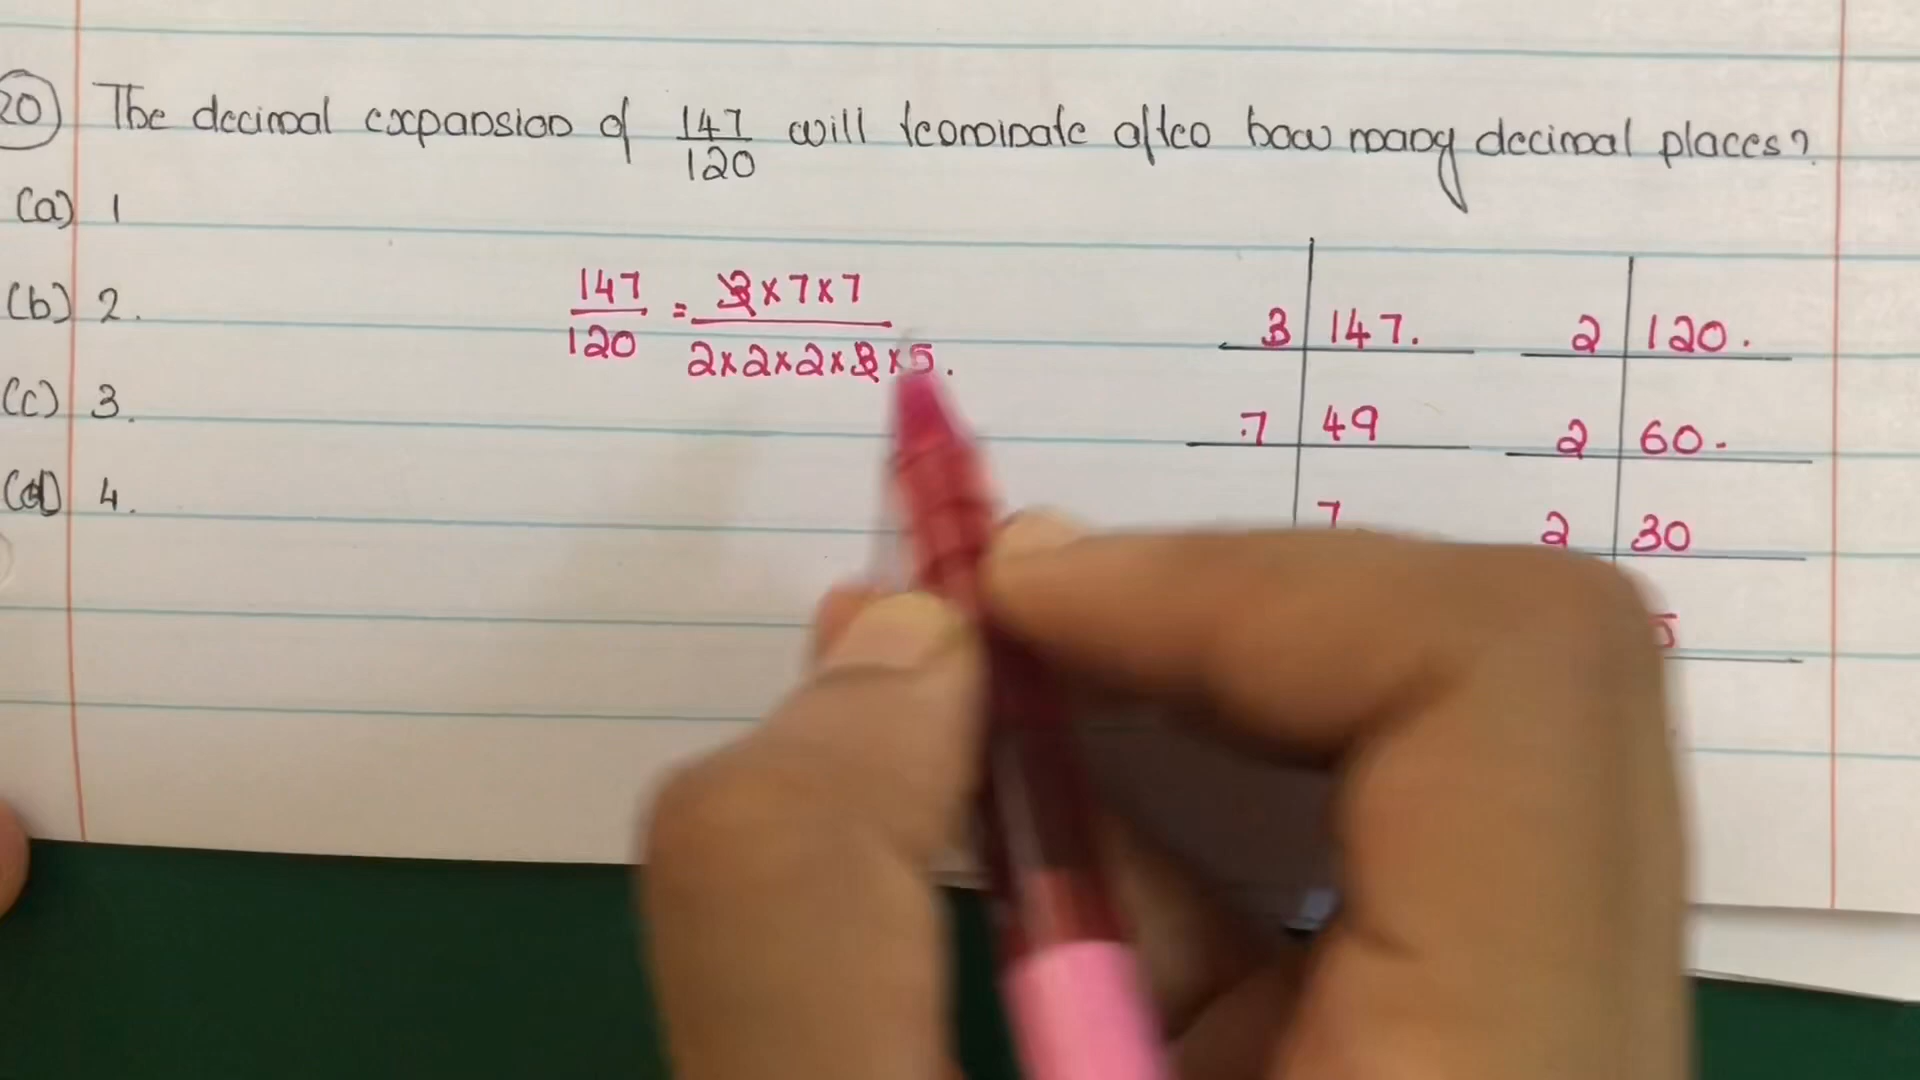 20) The decimal expansion of 147/120 will terminate after how many decimal places?
(a) 1
(b) 2.
(c) 3.
(d) 4.
147/120 = 3×7×7 / 2×2×2×3×5.
3 | 147.
7 | 49
7
2 | 120.
2 | 60.
2 | 30
5